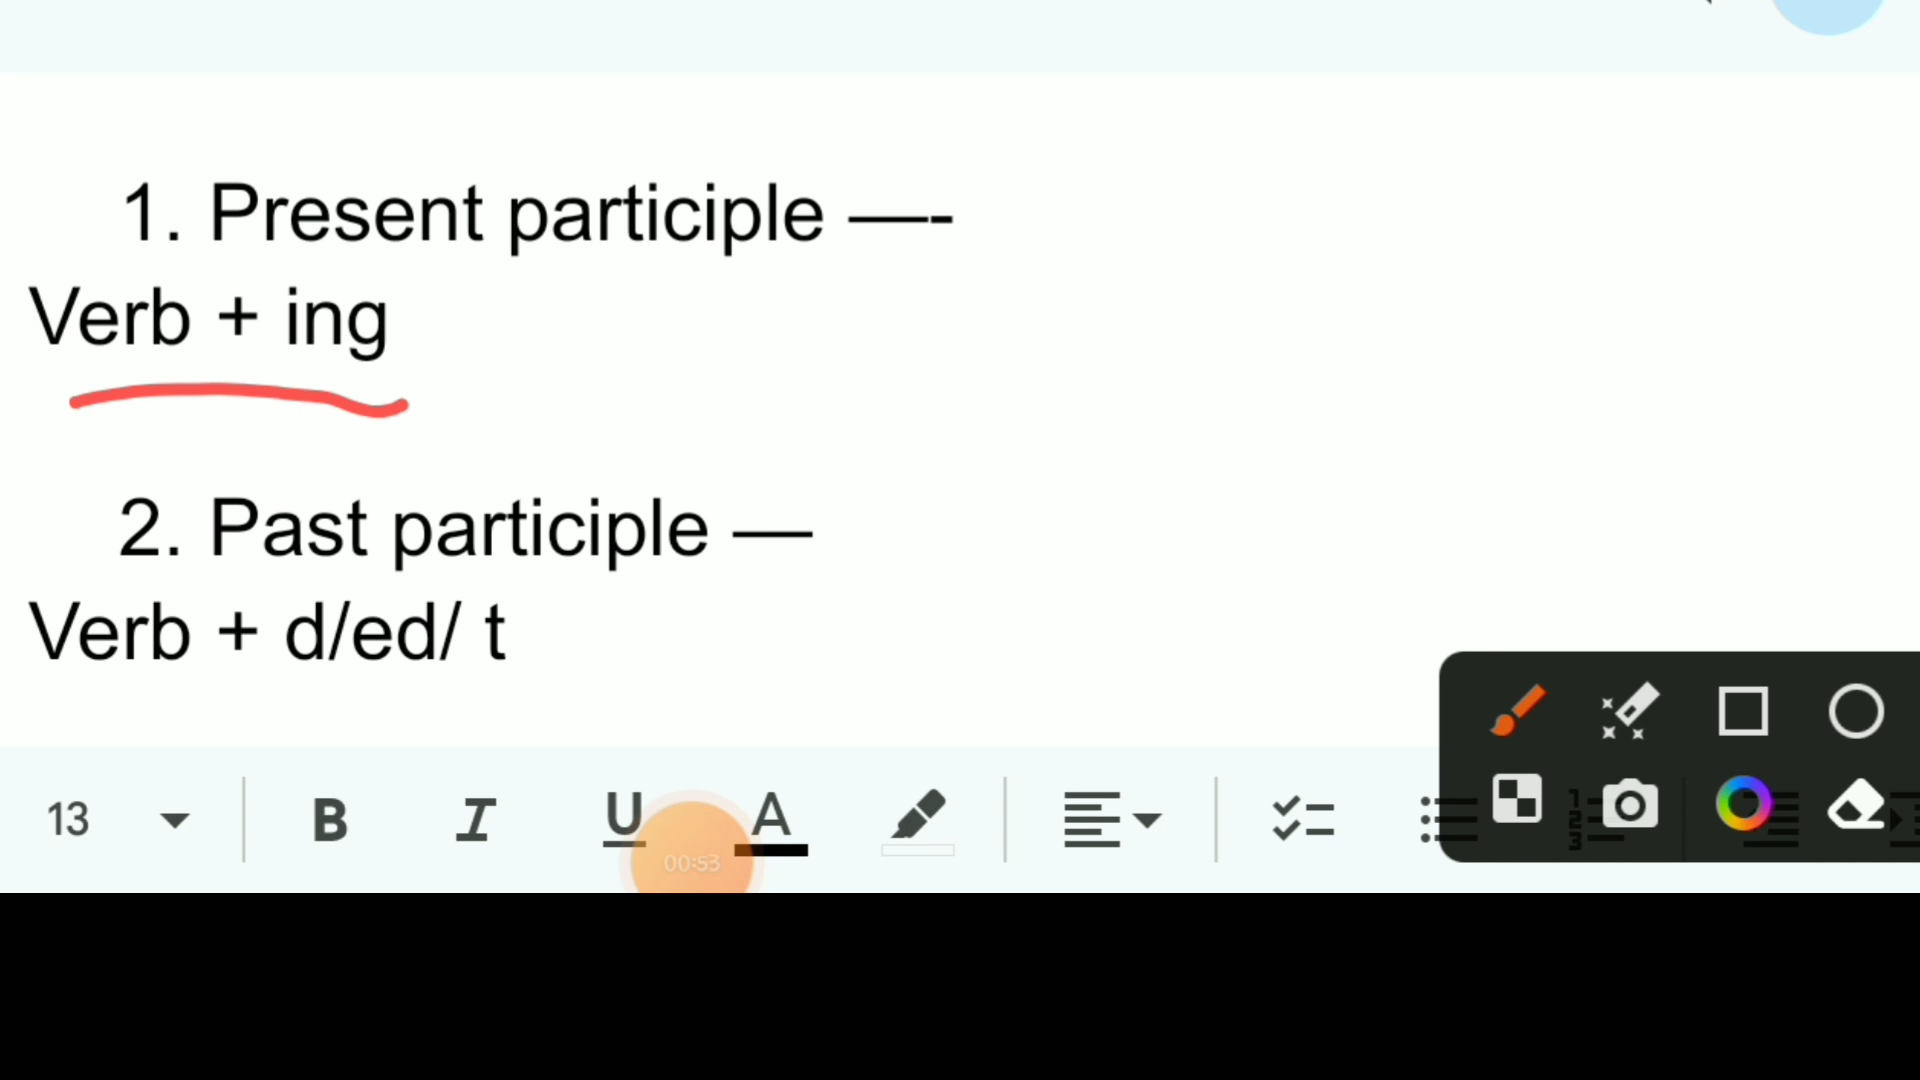 1. Present participle —-
Verb + ing
2. Past participle —
Verb + d/ed/ t
13
B I U A
00:53